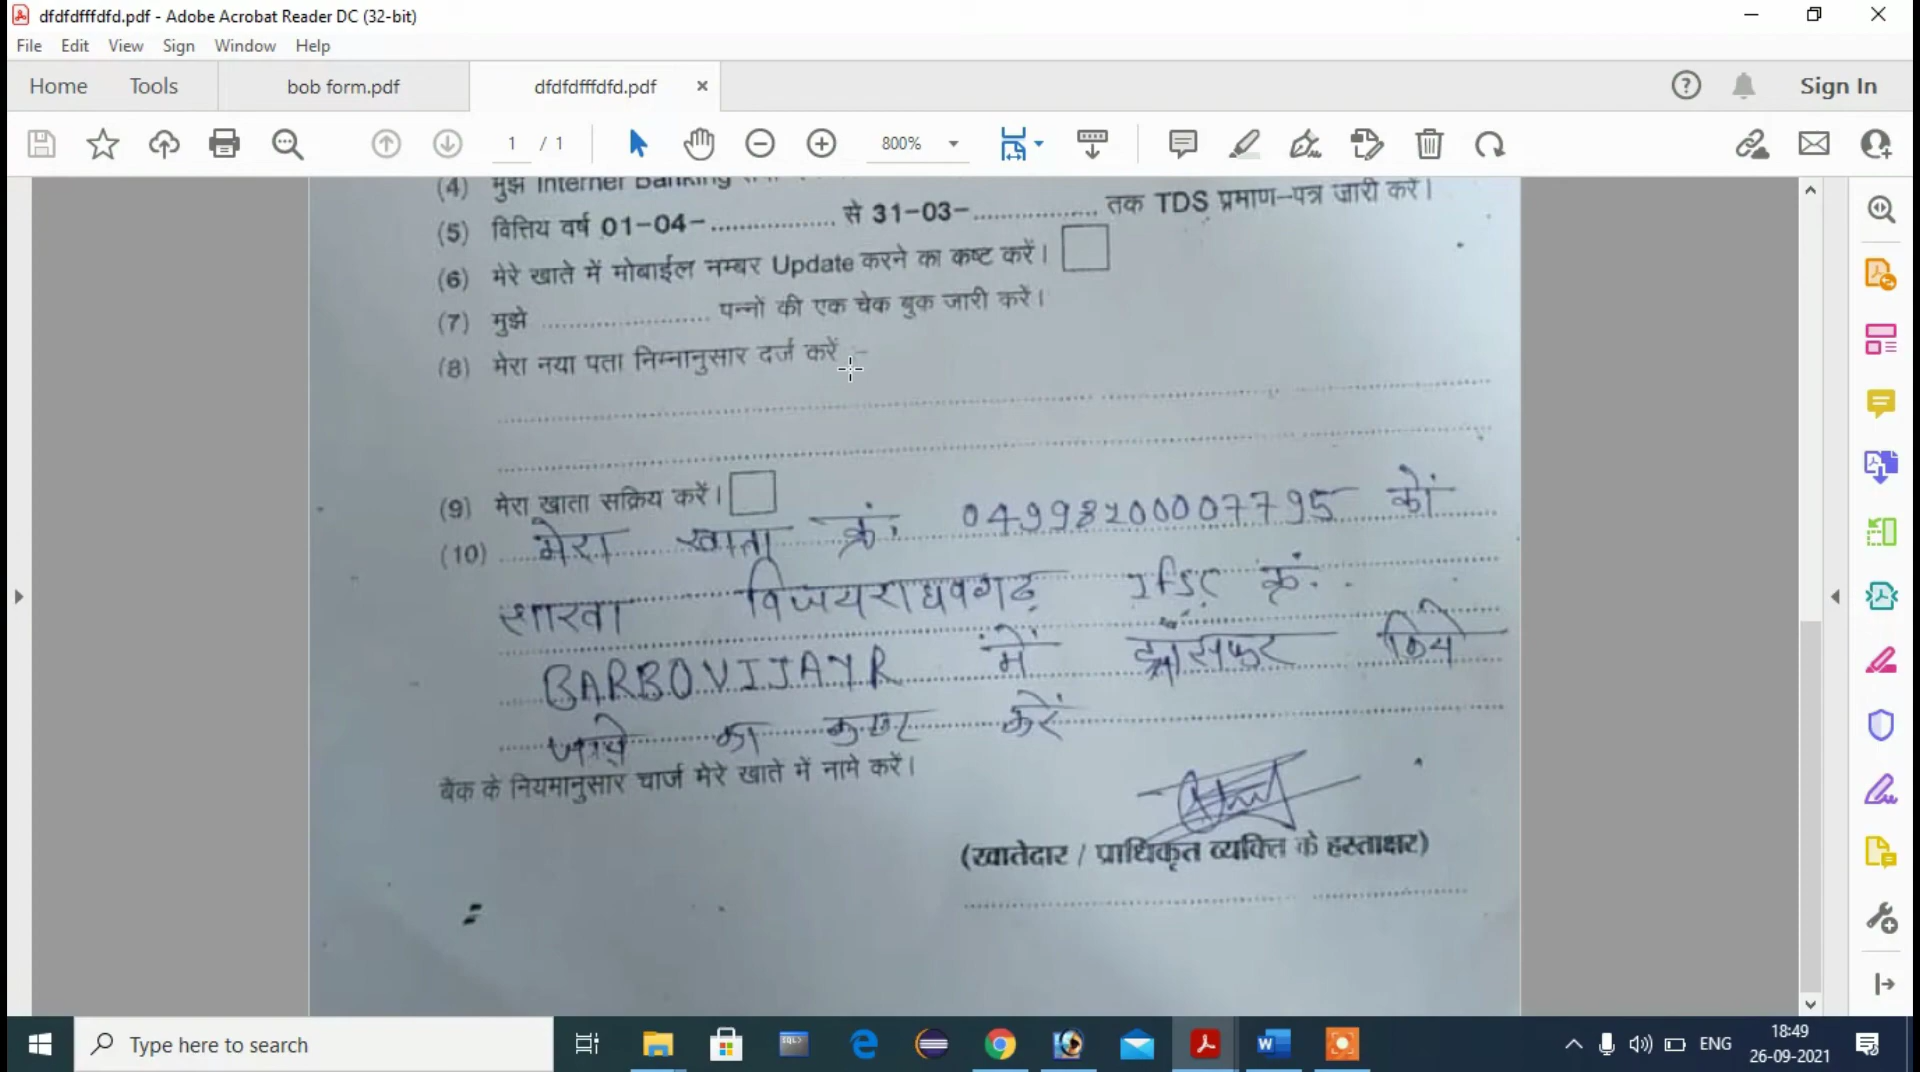 dfdfdfffdfd.pdf - Adobe Acrobat Reader DC (32-bit)
File Edit View Sign Window Help
Home Tools bob form.pdf dfdfdfffdfd.pdf × Sign In
1 / 1 800%
(4) मुझे Internet Banking
(5) वित्तिय वर्ष 01-04-.................. से 31-03-.................. तक TDS प्रमाण-पत्र जारी करें।
(6) मेरे खाते में मोबाईल नम्बर Update करने का कष्ट करें।
(7) मुझे ........................ पन्नों की एक चेक बुक जारी करें।
(8) मेरा नया पता निम्नानुसार दर्ज करें :-
(9) मेरा खाता सक्रिय करें।
(10) मेरा खाता क्रं. 04998200007795 कों
शाखा विजयराघवगढ़ IFSC क्रं.
BARBOVIJAYR में ट्रांसफर किये
जाये का कष्ट करें
बैक के नियमानुसार चार्ज मेरे खाते में नामे करें।
(खातेदार / प्राधिकृत व्यक्ति के हस्ताक्षर)
Type here to search
SQL>
ENG
18:49
26-09-2021